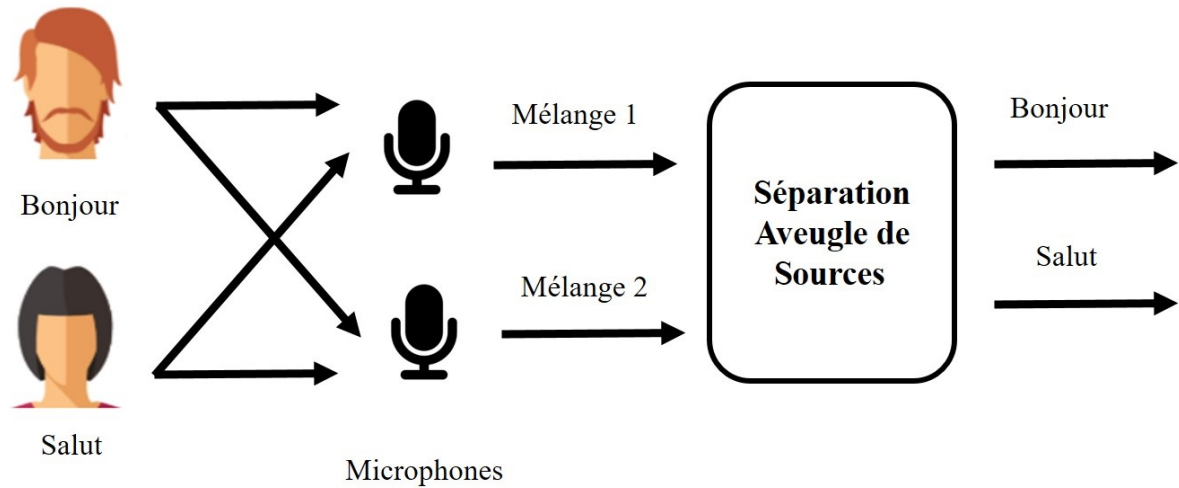 Bonjour
Salut
Microphones
Mélange 1
Mélange 2
Séparation
Aveugle de
Sources
Bonjour
Salut